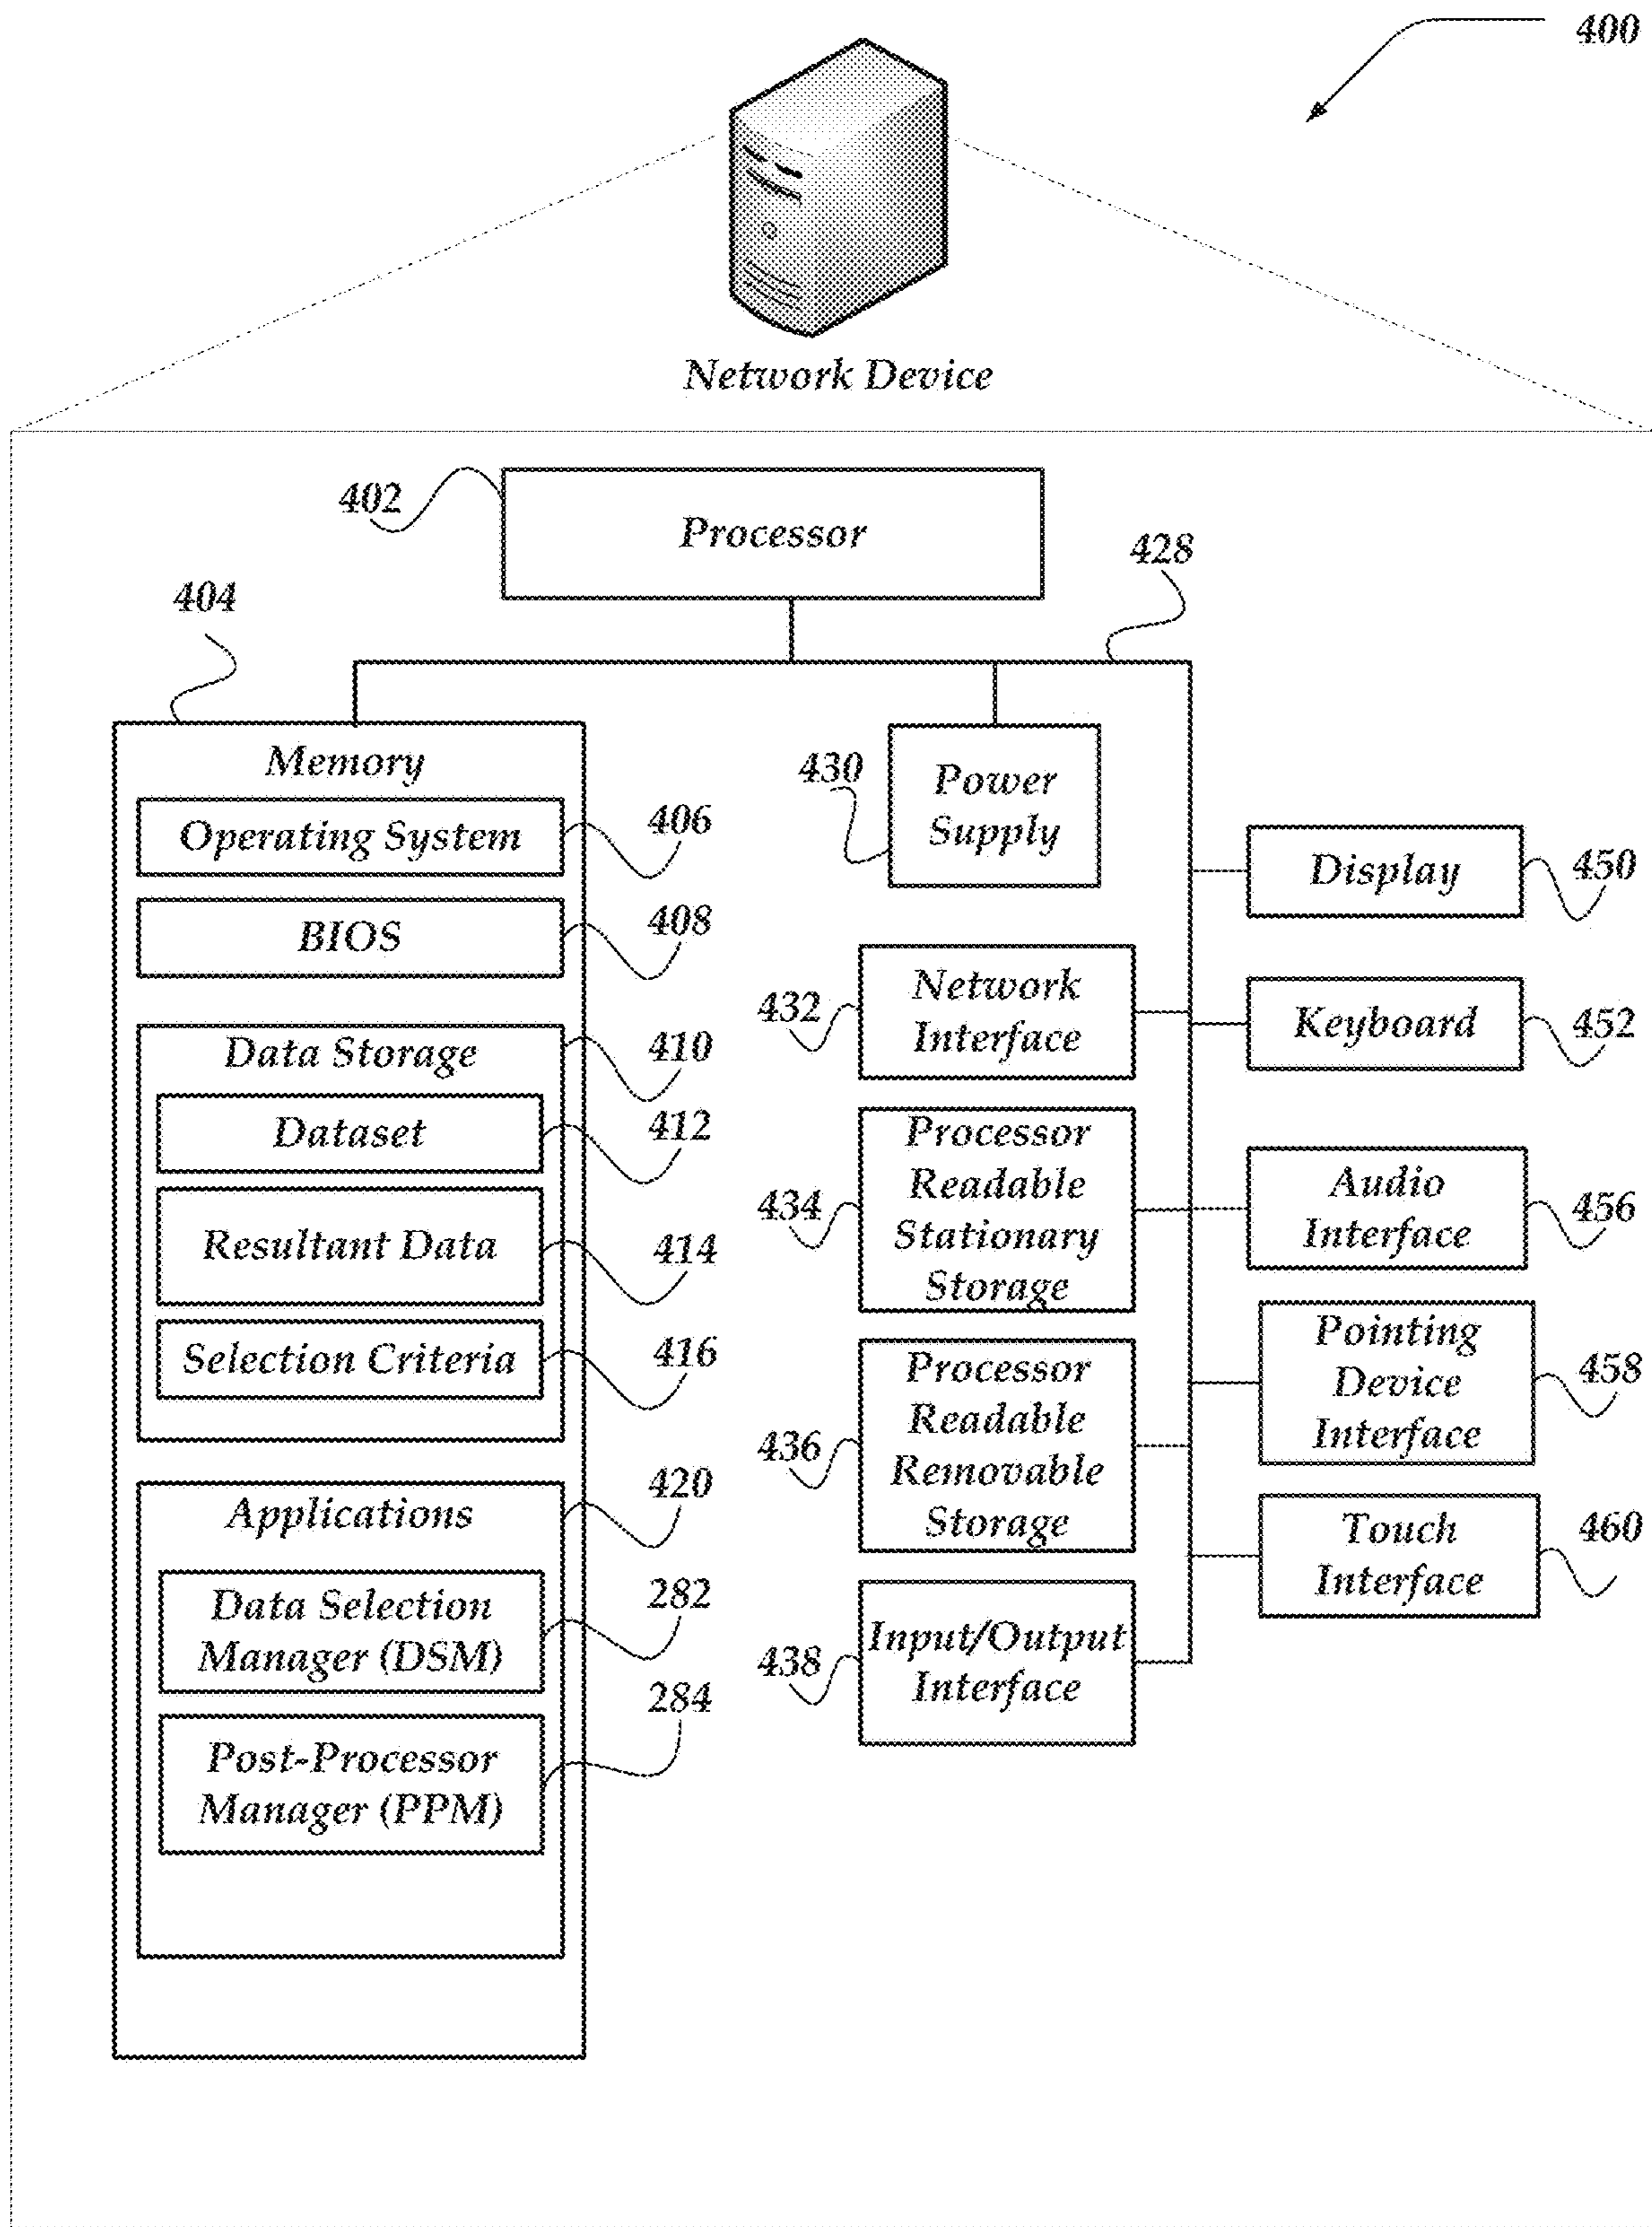 400
Network Device
402
Processor
428
404
Memory
Operating System
406
BIOS
408
Data Storage
410
Dataset
412
Resultant Data
414
Selection Criteria
416
Applications
420
Data Selection
Manager (DSM)
282
Post-Processor
Manager (PPM)
284
430
Power
Supply
432
Network
Interface
434
Processor
Readable
Stationary
Storage
436
Processor
Readable
Removable
Storage
438
Input/Output
Interface
Display
450
Keyboard
452
Audio
Interface
456
Pointing
Device
Interface
458
Touch
Interface
460